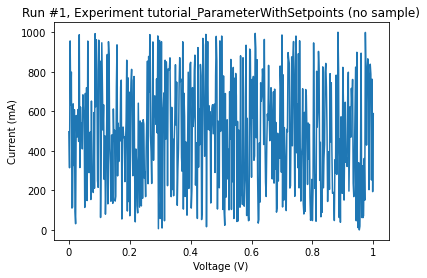 Run #1, Experiment tutorial_ParameterWithSetpoints (no sample)
1000
800
600
400
200
0
Current (mA)
0 0.2 0.4 0.6 0.8 1
Voltage (V)